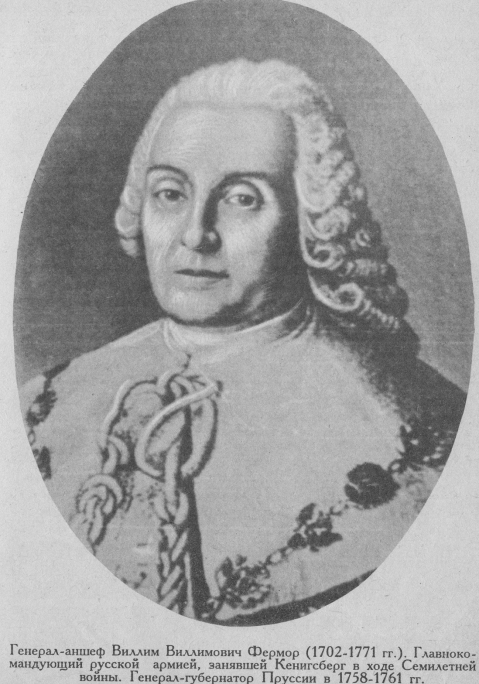 Генерал-аншеф Виллим Виллимович Фермор (1702-1771 гг.). Главноко-
мандующий русской армией, занявшей Кенигсберг в ходе Семилетней
войны. Генерал-губернатор Пруссии в 1758-1761 гг.